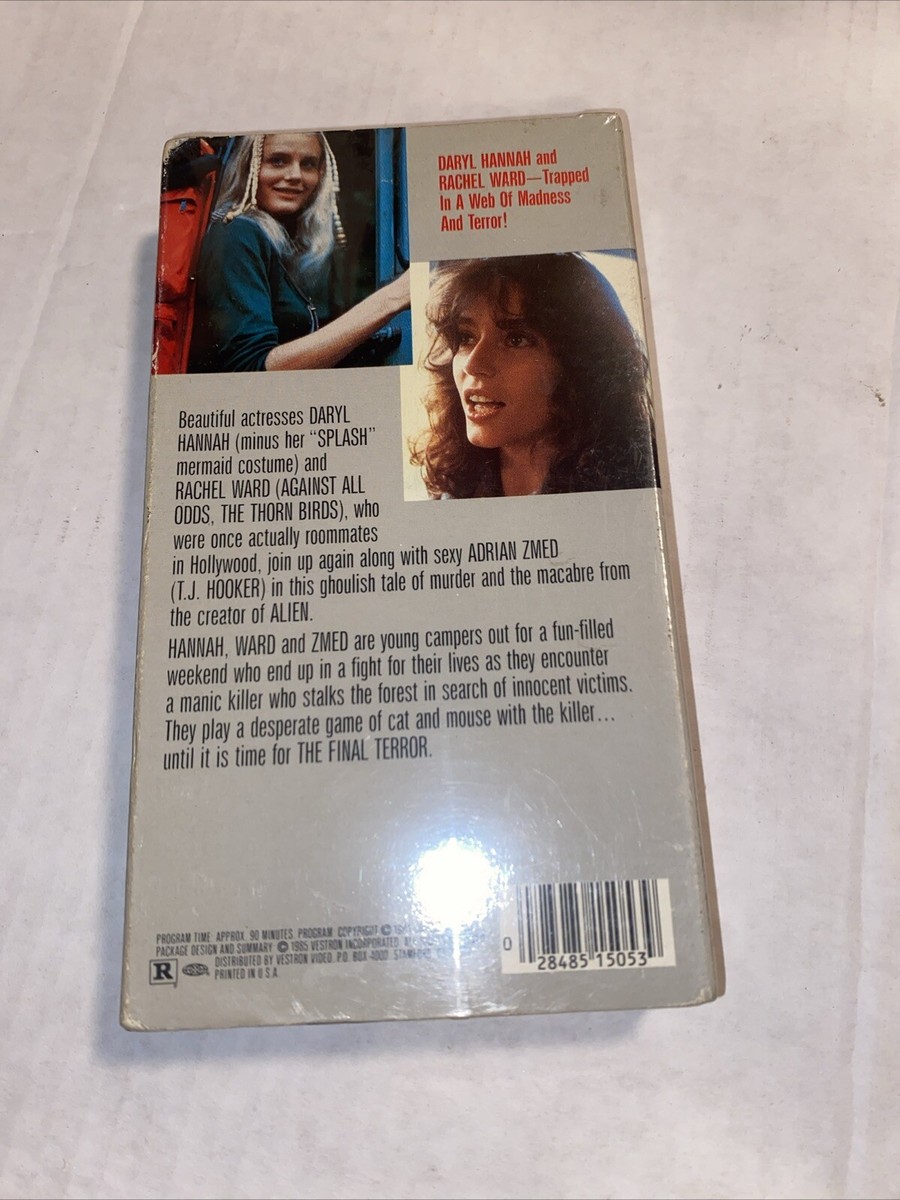 DARYL HANNAH and
RACHEL WARD—Trapped
In A Web Of Madness
And Terror!
Beautiful actresses DARYL
HANNAH (minus her "SPLASH"
mermaid costume) and
RACHEL WARD (AGAINST ALL
ODDS, THE THORN BIRDS), who
were once actually roommates
in Hollywood, join up again along with sexy ADRIAN ZMED
(T.J. HOOKER) in this ghoulish tale of murder and the macabre from
the creator of ALIEN.
HANNAH, WARD and ZMED are young campers out for a fun-filled
weekend who end up in a fight for their lives as they encounter
a manic killer who stalks the forest in search of innocent victims.
They play a desperate game of cat and mouse with the killer...
until it is time for THE FINAL TERROR.
PROGRAM TIME APPROX. 90 MINUTES. PROGRAM COPYRIGHT ©
PACKAGE DESIGN AND SUMMARY © 1985 VESTRON INCORPORATED.
DISTRIBUTED BY VESTRON VIDEO, P.O. BOX 4000,
PRINTED IN U.S.A.
R
0 28485 15053